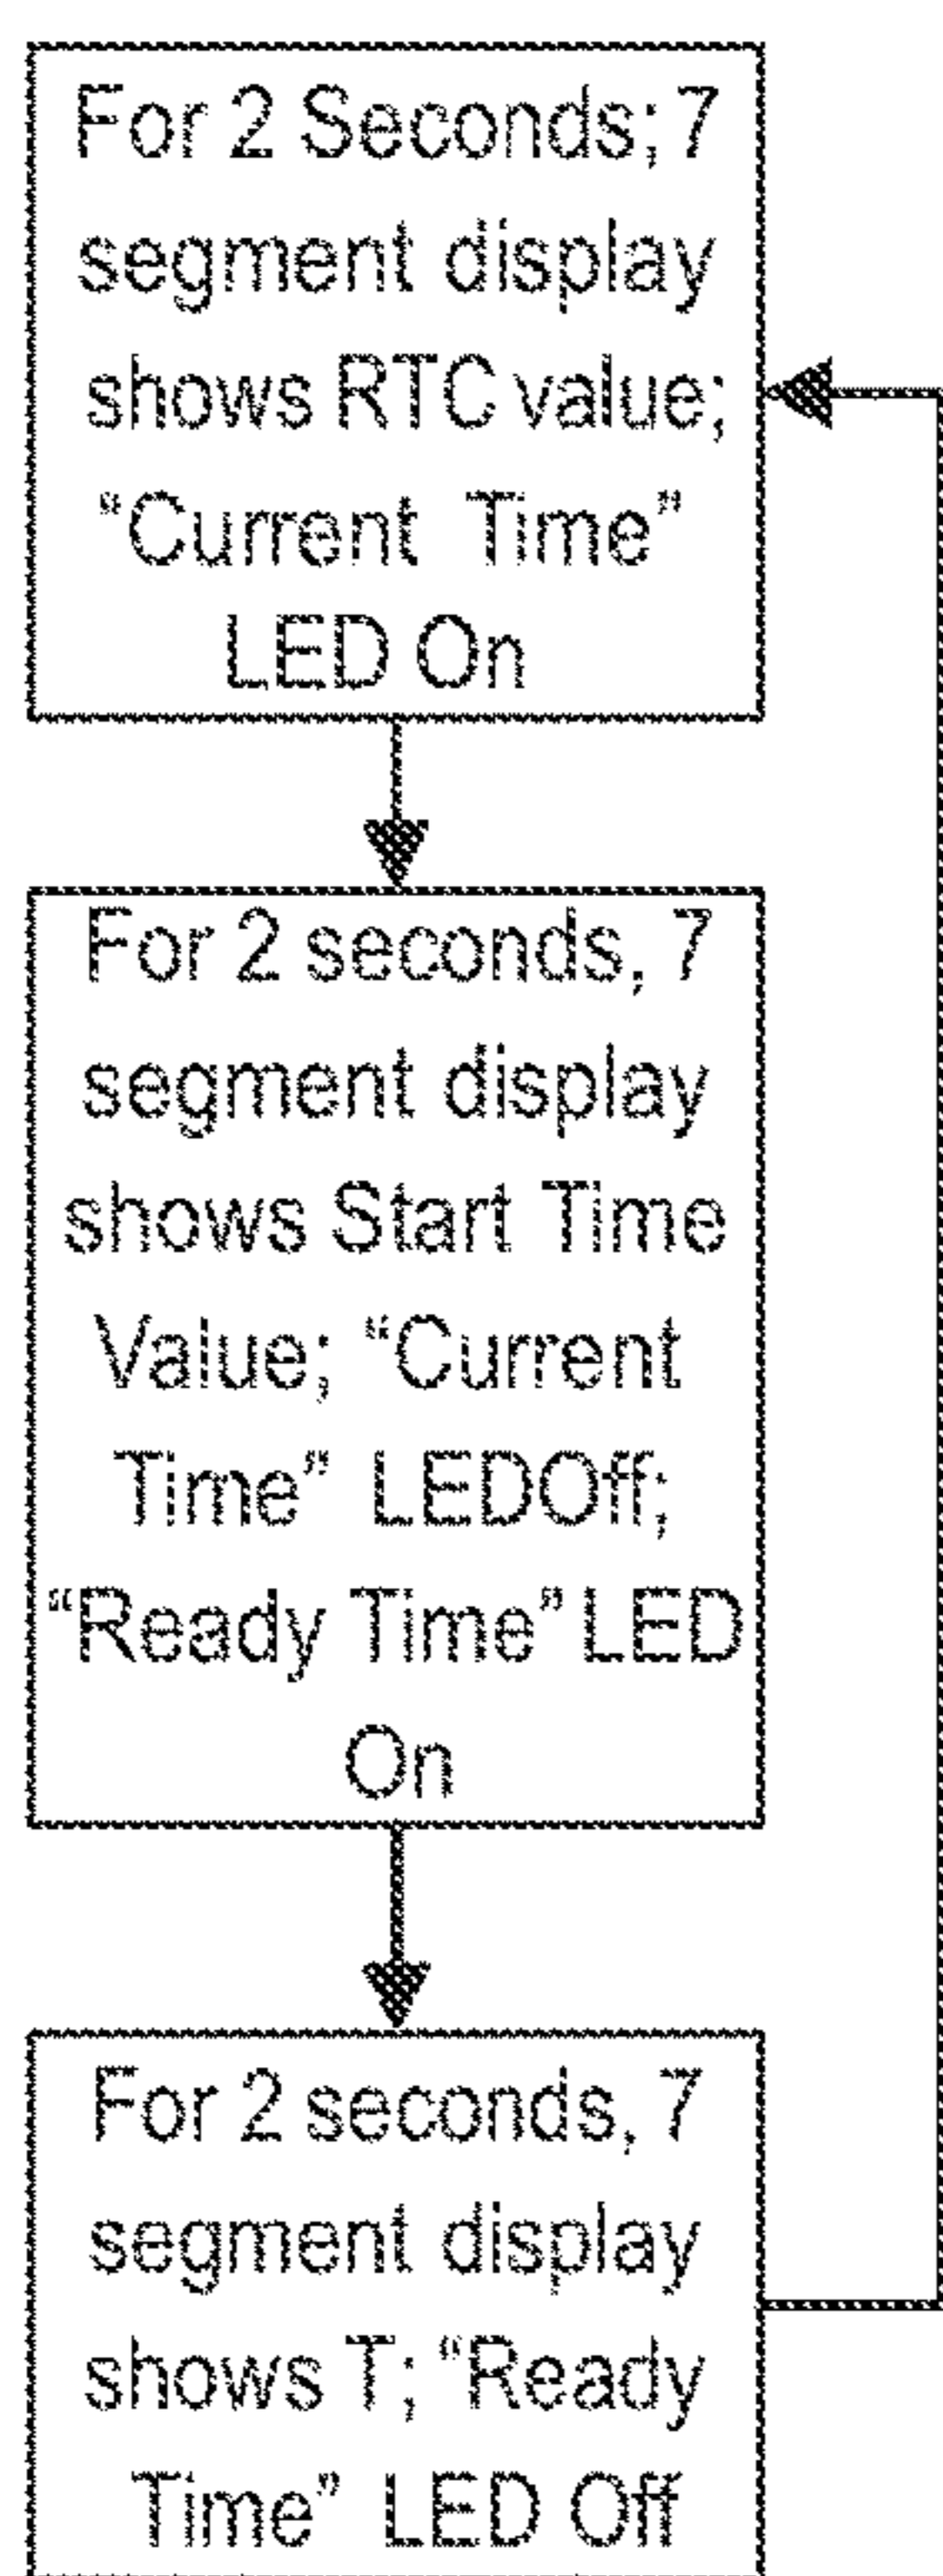 For 2 Seconds; 7
segment display
shows RTC value;
“Current Time”
LED On
For 2 seconds, 7
segment display
shows Start Time
Value; “Current
Time” LEDOff;
“Ready Time” LED
On
For 2 seconds, 7
segment display
shows T; “Ready
Time” LED Off